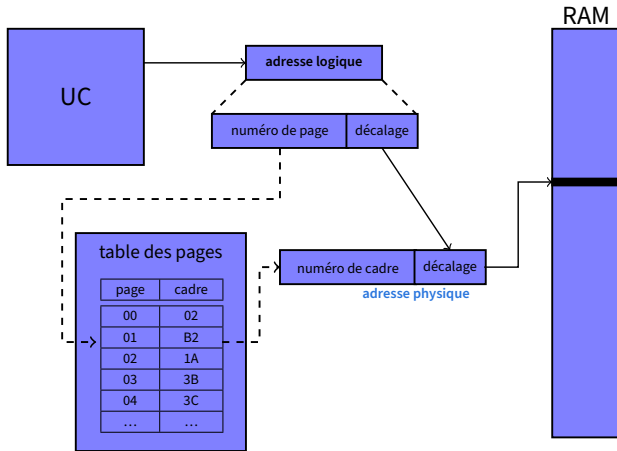 RAM
UC
adresse logique
numéro de page décalage
table des pages
page cadre
00 02
01 B2
02 1A
03 3B
04 3C
... ...
numéro de cadre décalage
adresse physique